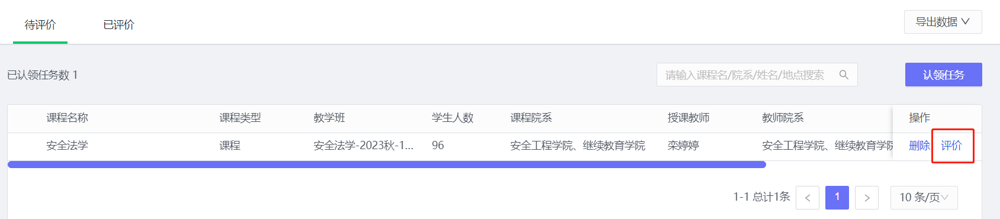 待评价 已评价 导出数据
已认领任务数 1 请输入课程名/院系/姓名/地点搜索 认领任务
课程名称 课程类型 教学班 学生人数 课程院系 授课教师 教师院系 操作
安全法学 课程 安全法学-2023秋-1... 96 安全工程学院、继续教育学院 栾婷婷 安全工程学院、继续教育学院 删除 评价
1-1 总计1条 < 1 > 10 条/页